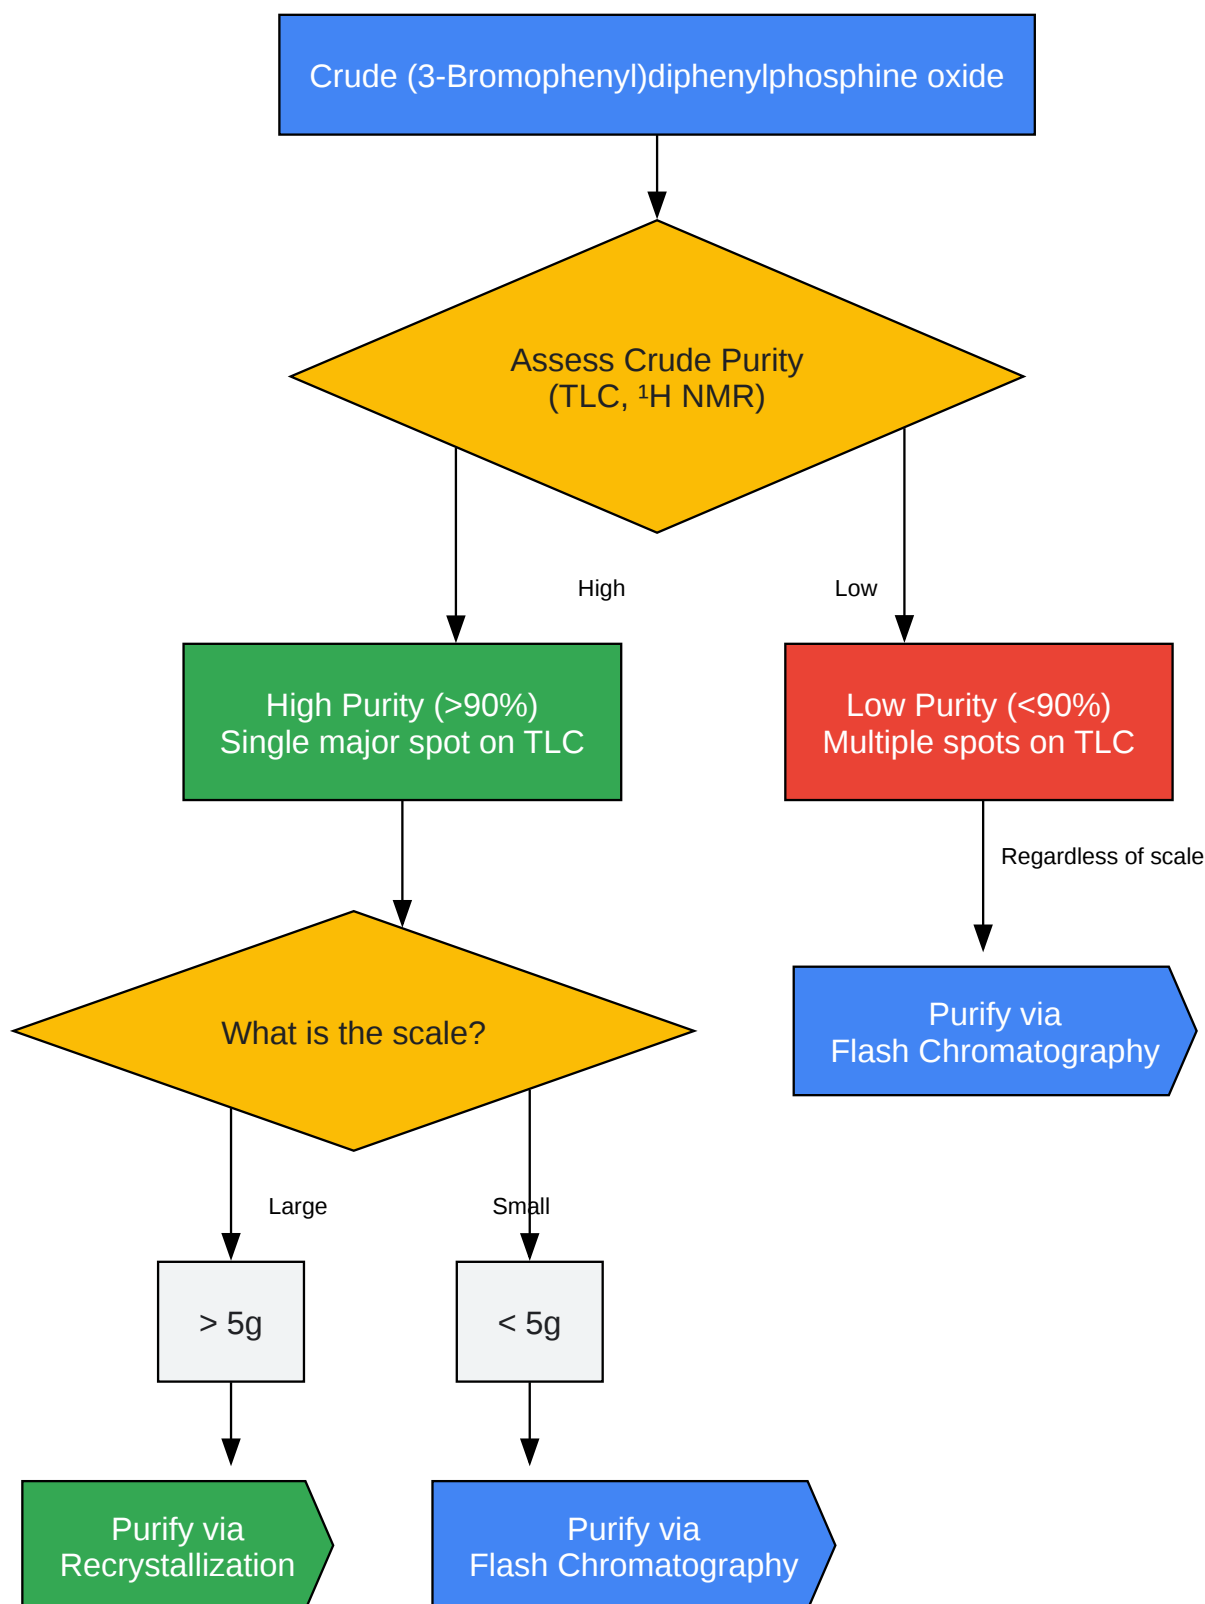 Crude (3-Bromophenyl)diphenylphosphine oxide
Assess Crude Purity
(TLC, ¹H NMR)
High
Low
High Purity (>90%)
Single major spot on TLC
Low Purity (<90%)
Multiple spots on TLC
Regardless of scale
What is the scale?
Purify via
Flash Chromatography
Large
Small
> 5g
< 5g
Purify via
Recrystallization
Purify via
Flash Chromatography